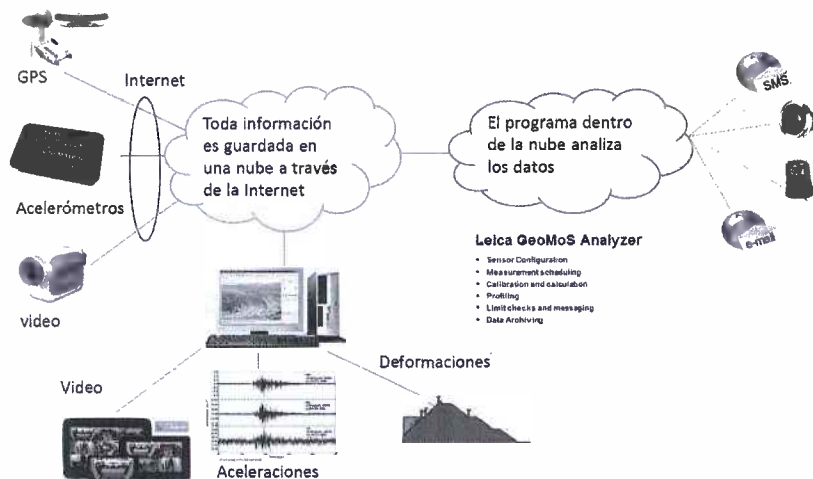 GPS
Internet
Toda información
es guardada en
una nube a través
de la Internet
El programa dentro
de la nube analiza
los datos
SMS
e-mail
Acelerómetros
video
Leica GeoMoS Analyzer
• Sensor Configuration
• Measurement scheduling
• Calibration and calculation
• Profiling
• Limit checks and messaging
• Data Archiving
Video
Aceleraciones
Deformaciones